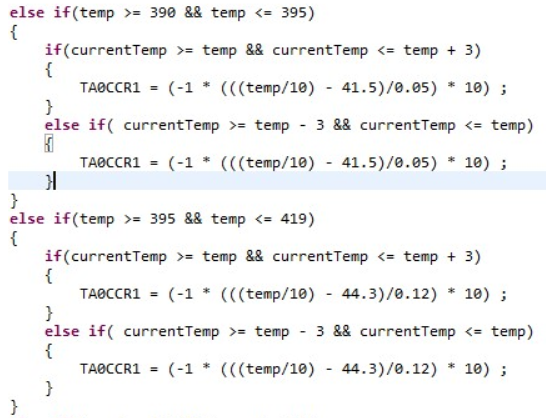 else if(temp >= 390 && temp <= 395)
{
    if(currentTemp >= temp && currentTemp <= temp + 3)
    {
        TA0CCR1 = (-1 * (((temp/10) - 41.5)/0.05) * 10) ;
    }
    else if( currentTemp >= temp - 3 && currentTemp <= temp)
    {
        TA0CCR1 = (-1 * (((temp/10) - 41.5)/0.05) * 10) ;
    }
}
else if(temp >= 395 && temp <= 419)
{
    if(currentTemp >= temp && currentTemp <= temp + 3)
    {
        TA0CCR1 = (-1 * (((temp/10) - 44.3)/0.12) * 10) ;
    }
    else if( currentTemp >= temp - 3 && currentTemp <= temp)
    {
        TA0CCR1 = (-1 * (((temp/10) - 44.3)/0.12) * 10) ;
    }
}